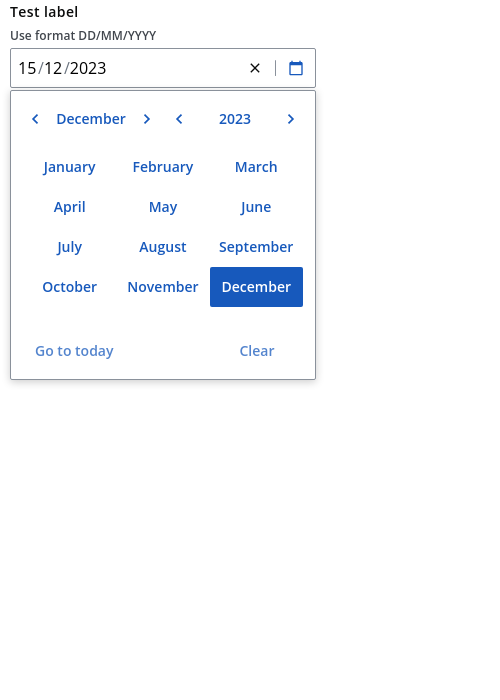 Test label
Use format DD/MM/YYYY
15/12/2023
December 2023
January February March
April May June
July August September
October November December
Go to today Clear